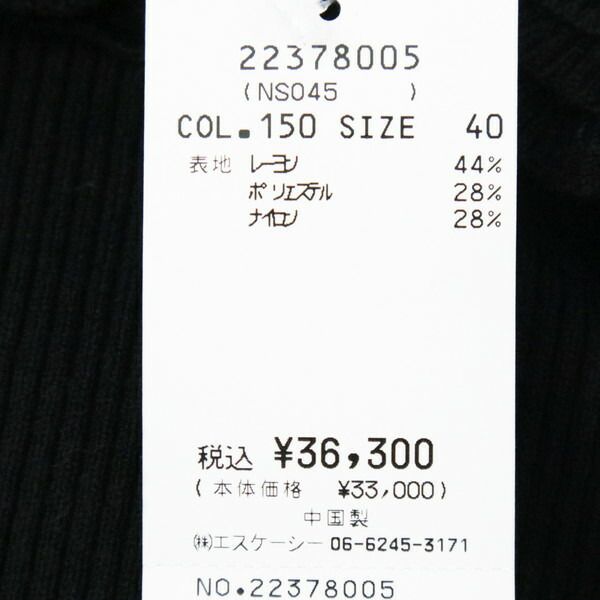 22378005
(NS045 )
COL.150 SIZE 40
表地 レーヨン 44%
ポリエステル 28%
ナイロン 28%
税込 ¥36,300
(本体価格 ¥33,000)
中国製
㈱エスケーシー 06-6245-3171
NO.22378005